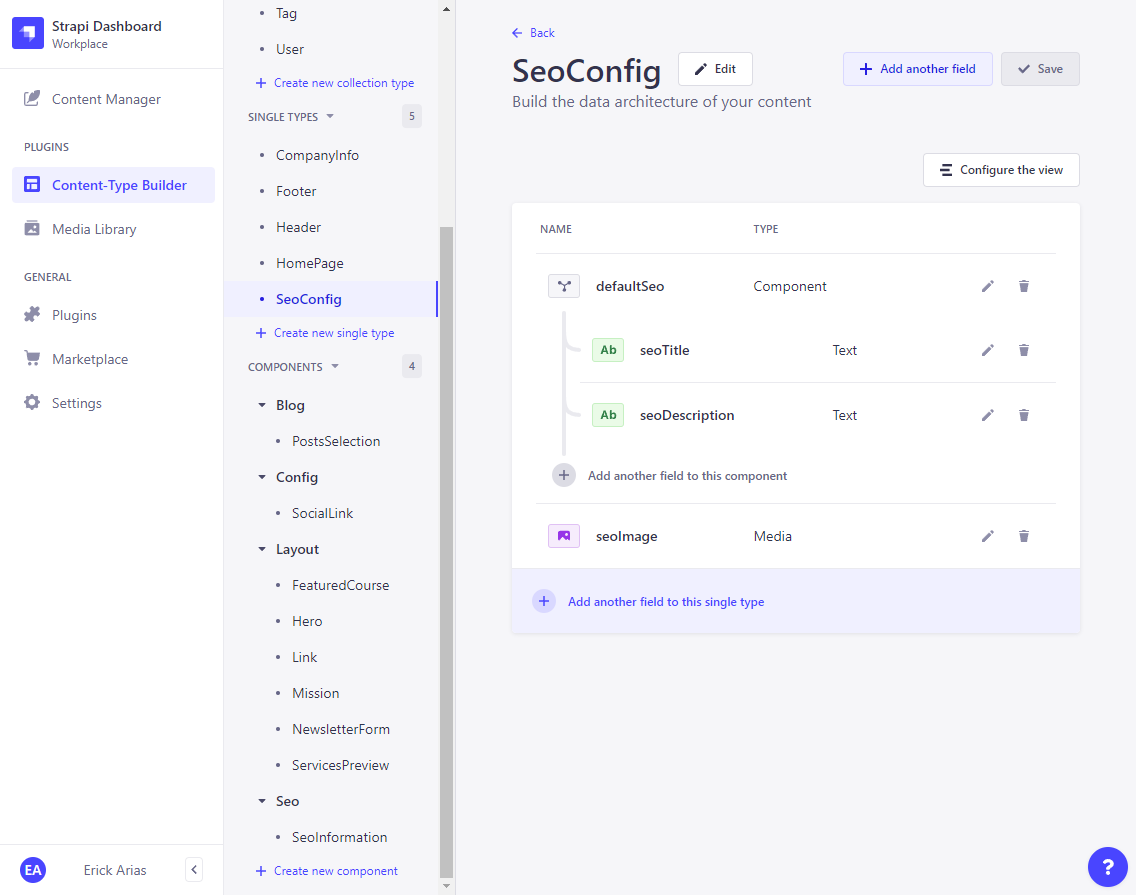 Strapi Dashboard
Workplace
Content Manager
PLUGINS
Content-Type Builder
Media Library
GENERAL
Plugins
Marketplace
Settings
EA
Erick Arias
Tag
User
Create new collection type
SINGLE TYPES
5
CompanyInfo
Footer
Header
HomePage
SeoConfig
Create new single type
COMPONENTS
4
Blog
PostsSelection
Config
SocialLink
Layout
FeaturedCourse
Hero
Link
Mission
NewsletterForm
ServicesPreview
Seo
SeoInformation
Create new component
Back
SeoConfig
Edit
Add another field
Save
Build the data architecture of your content
Configure the view
NAME TYPE
defaultSeo Component
Ab seoTitle Text
Ab seoDescription Text
Add another field to this component
seoImage Media
Add another field to this single type
?